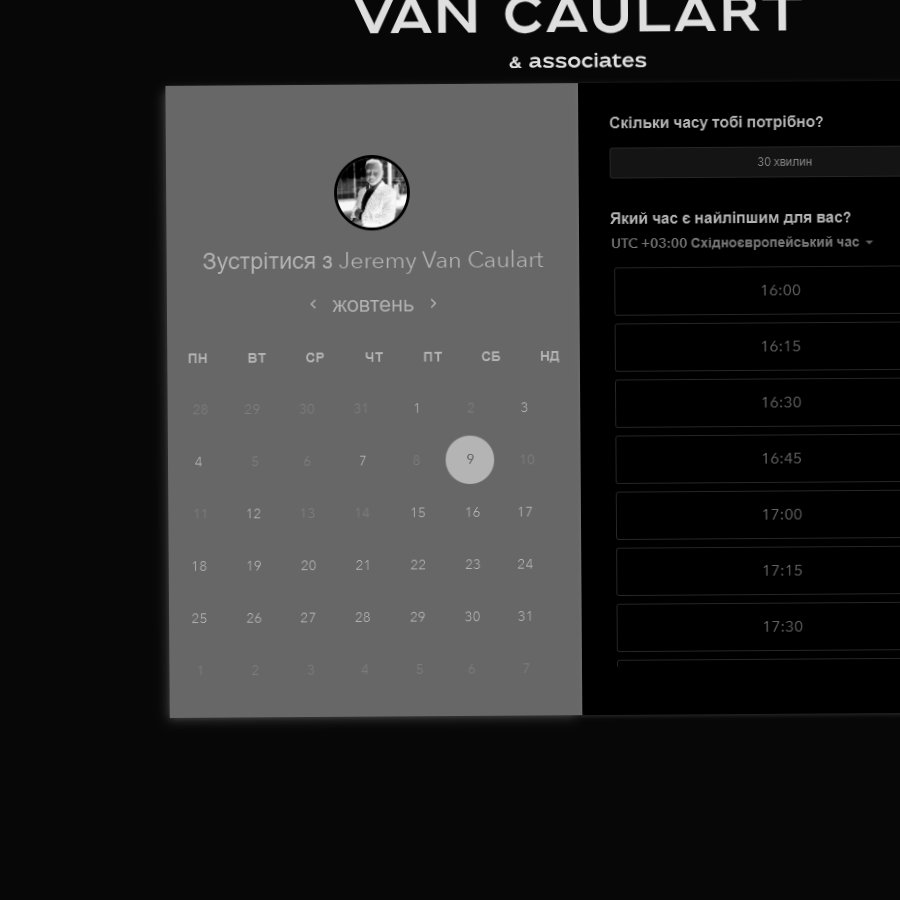 VAN CAULART
& associates
Зустрітися з Jeremy Van Caulart
жовтень
ПН ВТ СР ЧТ ПТ СБ НД
28 29 30 31 1 2 3
4 5 6 7 8 9 10
11 12 13 14 15 16 17
18 19 20 21 22 23 24
25 26 27 28 29 30 31
1 2 3 4 5 6 7
Скільки часу тобі потрібно?
30 хвилин
Який час є найліпшим для вас?
UTC +03:00 Східноєвропейський час
16:00
16:15
16:30
16:45
17:00
17:15
17:30